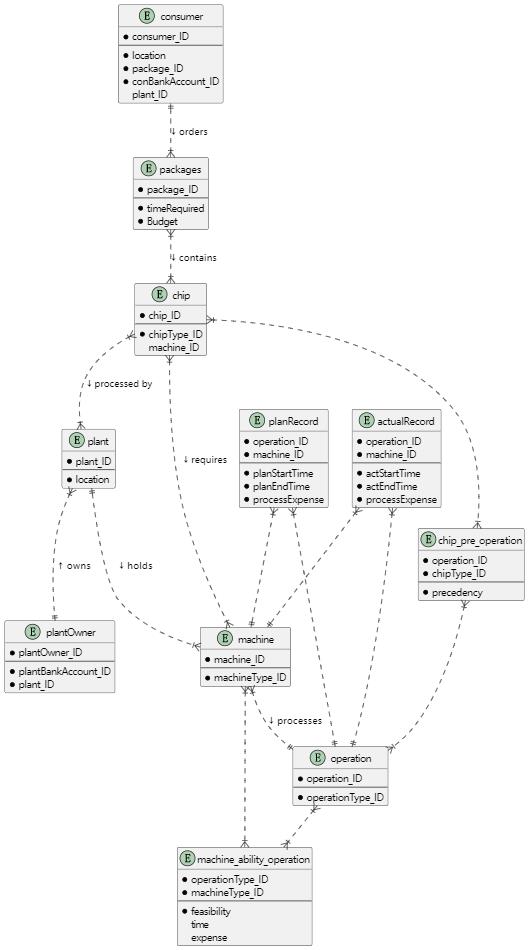 E consumer
consumer_ID
location
package_ID
conBankAccount_ID
plant_ID
↓ orders
E packages
package_ID
timeRequired
Budget
↓ contains
E chip
chip_ID
chipType_ID
machine_ID
↓ processed by
E plant
plant_ID
location
↓ requires
E planRecord
operation_ID
machine_ID
planStartTime
planEndTime
processExpense
E actualRecord
operation_ID
machine_ID
actStartTime
actEndTime
processExpense
E chip_pre_operation
operation_ID
chipType_ID
precedency
↑ owns
↓ holds
E plantOwner
plantOwner_ID
plantBankAccount_ID
plant_ID
E machine
machine_ID
machineType_ID
↓ processes
E operation
operation_ID
operationType_ID
E machine_ability_operation
operationType_ID
machineType_ID
feasibility
time
expense